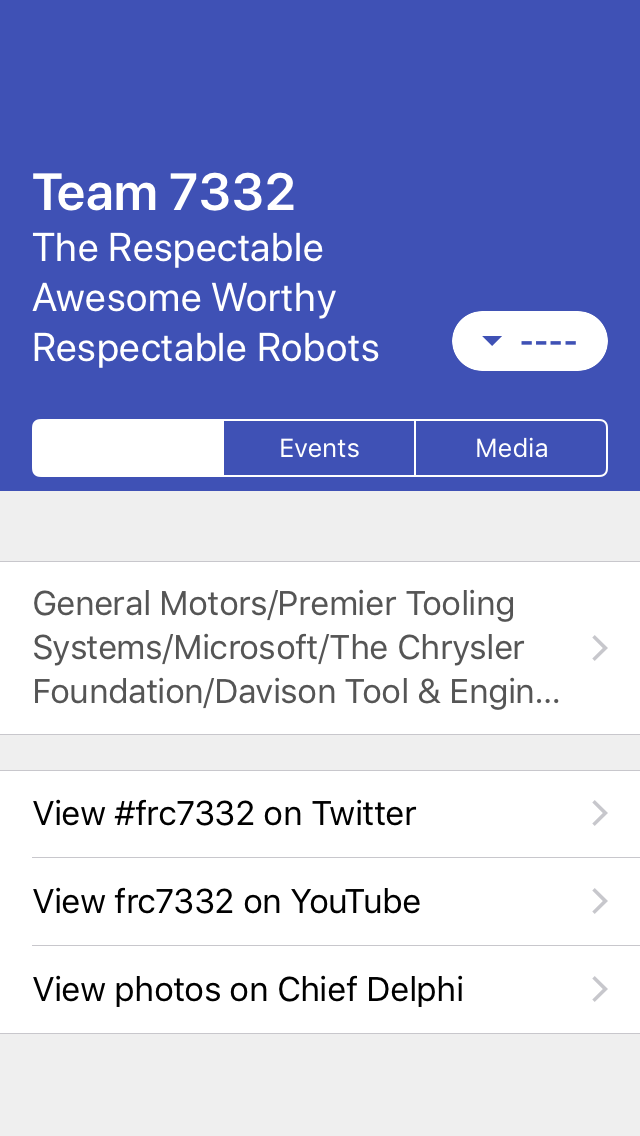 Team 7332
The Respectable
Awesome Worthy
Respectable Robots
----
Events
Media
General Motors/Premier Tooling
Systems/Microsoft/The Chrysler
Foundation/Davison Tool & Engin...
View #frc7332 on Twitter
View frc7332 on YouTube
View photos on Chief Delphi